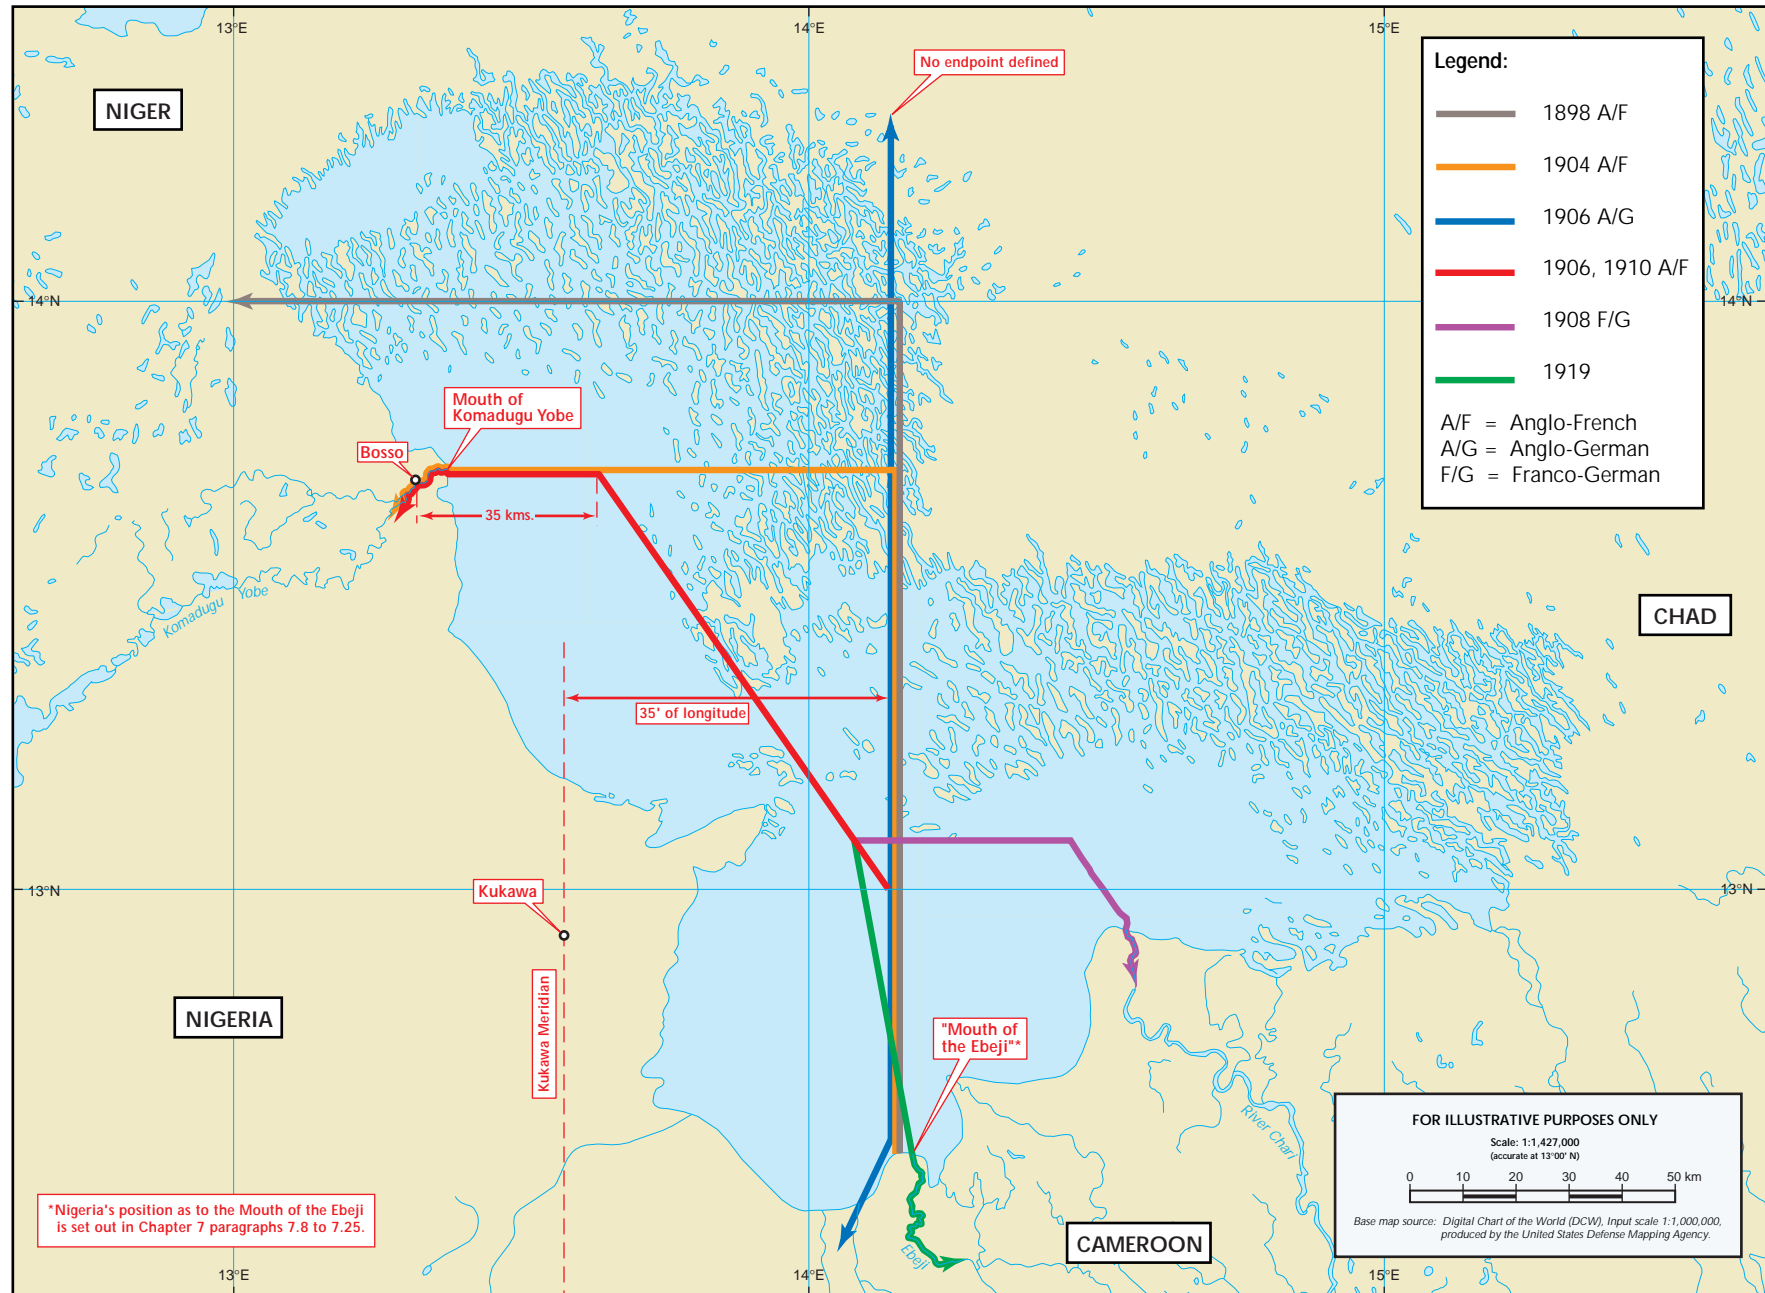 13°E
14°E
15°E
No endpoint defined
NIGER
Legend:
1898 A/F
1904 A/F
1906 A/G
1906, 1910 A/F
1908 F/G
1919
A/F = Anglo-French
A/G = Anglo-German
F/G = Franco-German
14°N
14°N
Mouth of
Komadugu Yobe
Bosso
35 kms.
Komadugu Yobe
CHAD
35' of longitude
13°N
13°N
Kukawa
Kukawa Meridian
NIGERIA
"Mouth of
the Ebeji"*
River Chari
Ebeji
CAMEROON
FOR ILLUSTRATIVE PURPOSES ONLY
Scale: 1:1,427,000
(accurate at 13°00' N)
0 10 20 30 40 50 km
Base map source: Digital Chart of the World (DCW), Input scale 1:1,000,000,
produced by the United States Defense Mapping Agency.
*Nigeria's position as to the Mouth of the Ebeji
is set out in Chapter 7 paragraphs 7.8 to 7.25.
13°E
14°E
15°E